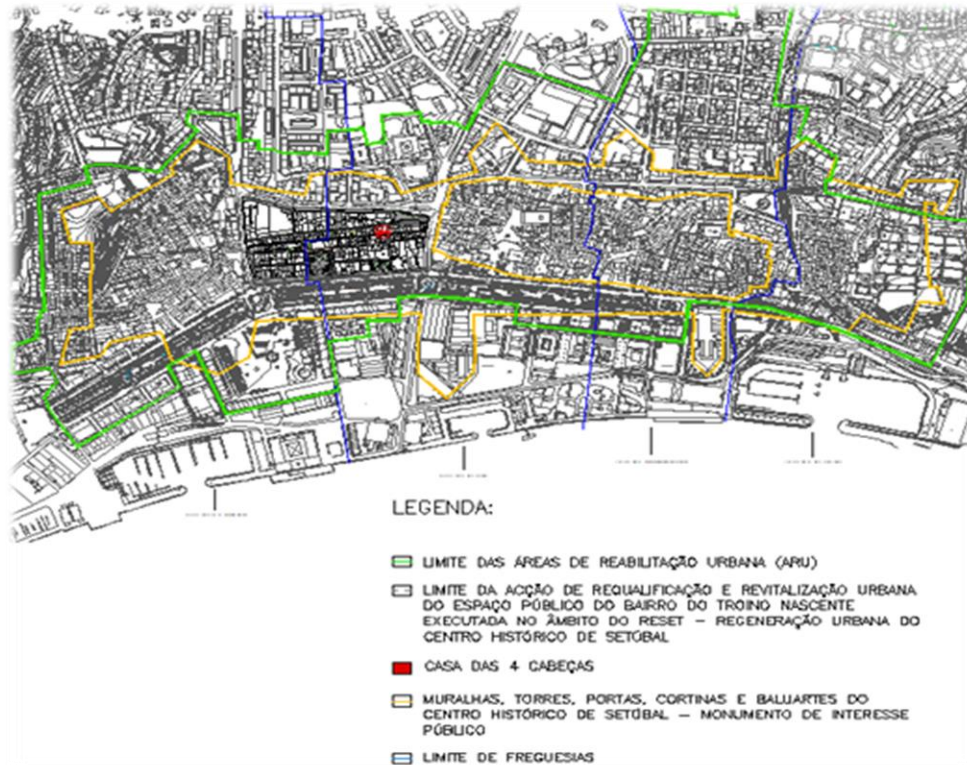 LEGENDA:
LIMITE DAS ÁREAS DE REABILITAÇÃO URBANA (ARU)
LIMITE DA ACÇÃO DE REQUALIFICAÇÃO E REVITALIZAÇÃO URBANA
DO ESPAÇO PÚBLICO DO BAIRRO DO TROINO NASCENTE
EXECUTADA NO ÂMBITO DO RESET – REGENERAÇÃO URBANA DO
CENTRO HISTÓRICO DE SETÚBAL
CASA DAS 4 CABEÇAS
MURALHAS, TORRES, PORTAS, CORTINAS E BALUARTES DO
CENTRO HISTÓRICO DE SETÚBAL – MONUMENTO DE INTERESSE
PÚBLICO
LIMITE DE FREGUESIAS